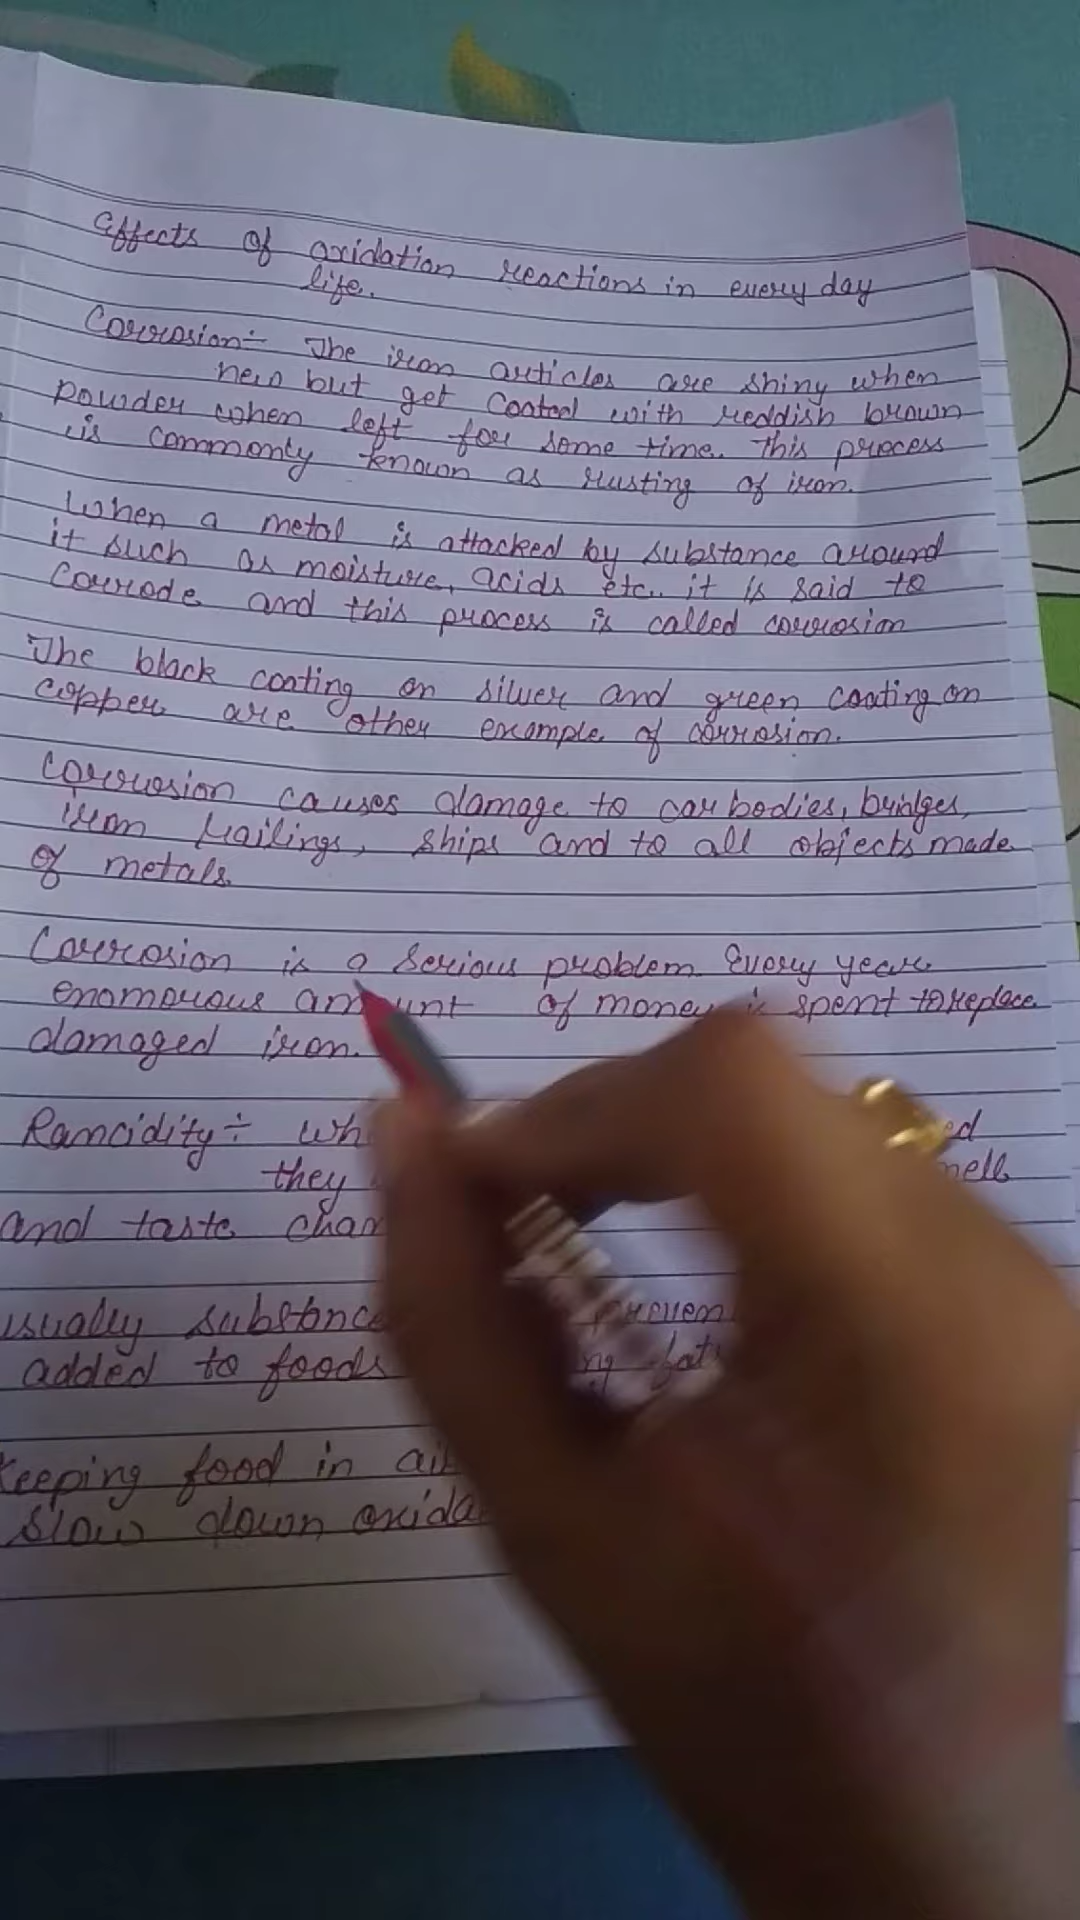 Effects of oxidation reactions in every day
life.
Corrosion÷ The iron articles are shiny when
new but get coated with reddish brown
powder when left for some time. this process
is commonly known as rusting of iron.
When a metal is attacked by substance around
it such as moisture, acids etc. it is said to
corrode and this process is called corrosion
The black coating on silver and green coating on
copper are other example of corrosion.
Corrosion causes damage to car bodies, bridges,
iron railings, ships and to all objects made
of metals.
Corrosion is a serious problem. Every year
enomorous of money is spent to replace
damaged iron.
Rancidity÷
they
and taste
usually
added to foods
Keeping food in
slow down